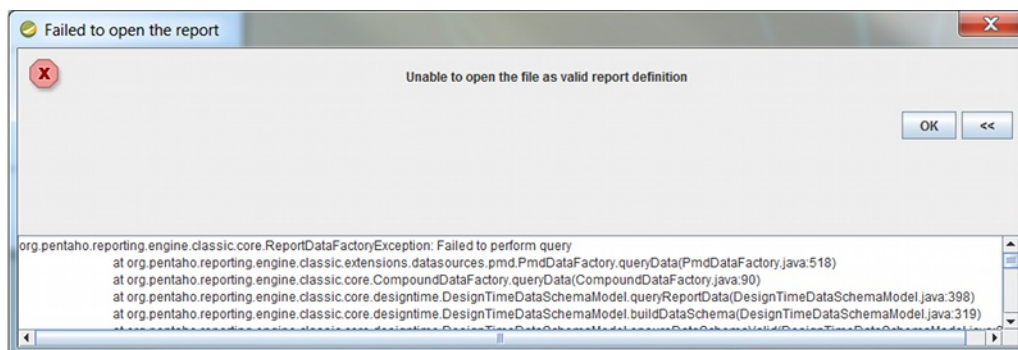 Failed to open the report
Unable to open the file as valid report definition
OK <<
org.pentaho.reporting.engine.classic.core.ReportDataFactoryException: Failed to perform query
at org.pentaho.reporting.engine.classic.extensions.datasources.pmd.PmdDataFactory.queryData(PmdDataFactory.java:518)
at org.pentaho.reporting.engine.classic.core.CompoundDataFactory.queryData(CompoundDataFactory.java:90)
at org.pentaho.reporting.engine.classic.core.designtime.DesignTimeDataSchemaModel.queryReportData(DesignTimeDataSchemaModel.java:398)
at org.pentaho.reporting.engine.classic.core.designtime.DesignTimeDataSchemaModel.buildDataSchema(DesignTimeDataSchemaModel.java:319)